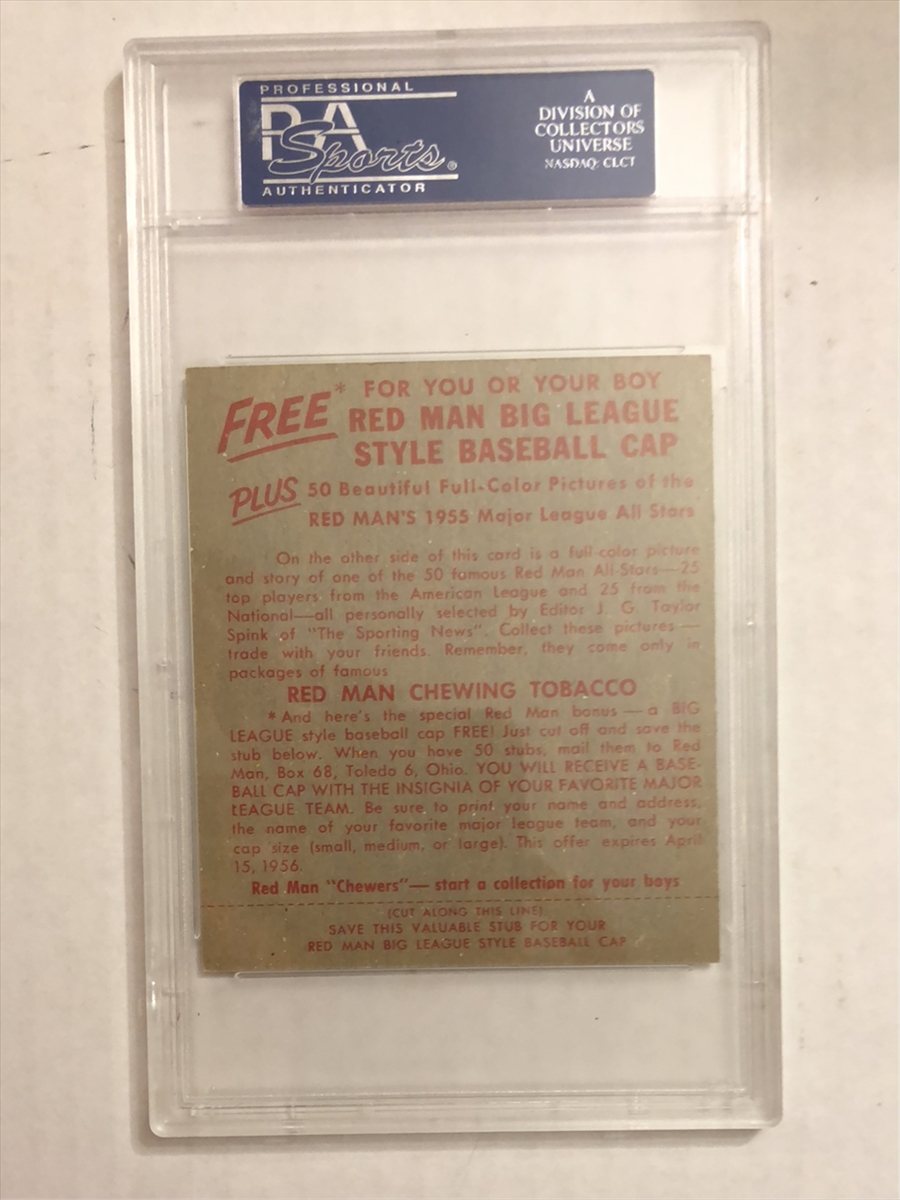 PROFESSIONAL
PSA
Sports®
AUTHENTICATOR
A
DIVISION OF
COLLECTORS
UNIVERSE
NASDAQ: CLCT
FREE* FOR YOU OR YOUR BOY
RED MAN BIG LEAGUE
STYLE BASEBALL CAP
PLUS 50 Beautiful Full-Color Pictures of the
RED MAN'S 1955 Major League All Stars
On the other side of this card is a full-color picture
and story of one of the 50 famous Red Man All-Stars—25
top players from the American League and 25 from the
National—all personally selected by Editor J. G. Taylor
Spink of "The Sporting News". Collect these pictures—
trade with your friends. Remember, they come only in
packages of famous
RED MAN CHEWING TOBACCO
*And here's the special Red Man bonus—a BIG
LEAGUE style baseball cap FREE! Just cut off and save the
stub below. When you have 50 stubs, mail them to Red
Man, Box 68, Toledo 6, Ohio. YOU WILL RECEIVE A BASE-
BALL CAP WITH THE INSIGNIA OF YOUR FAVORITE MAJOR
LEAGUE TEAM. Be sure to print your name and address,
the name of your favorite major league team, and your
cap size (small, medium, or large). This offer expires April
15, 1956.
Red Man "Chewers"—start a collection for your boys
(CUT ALONG THIS LINE)
SAVE THIS VALUABLE STUB FOR YOUR
RED MAN BIG LEAGUE STYLE BASEBALL CAP